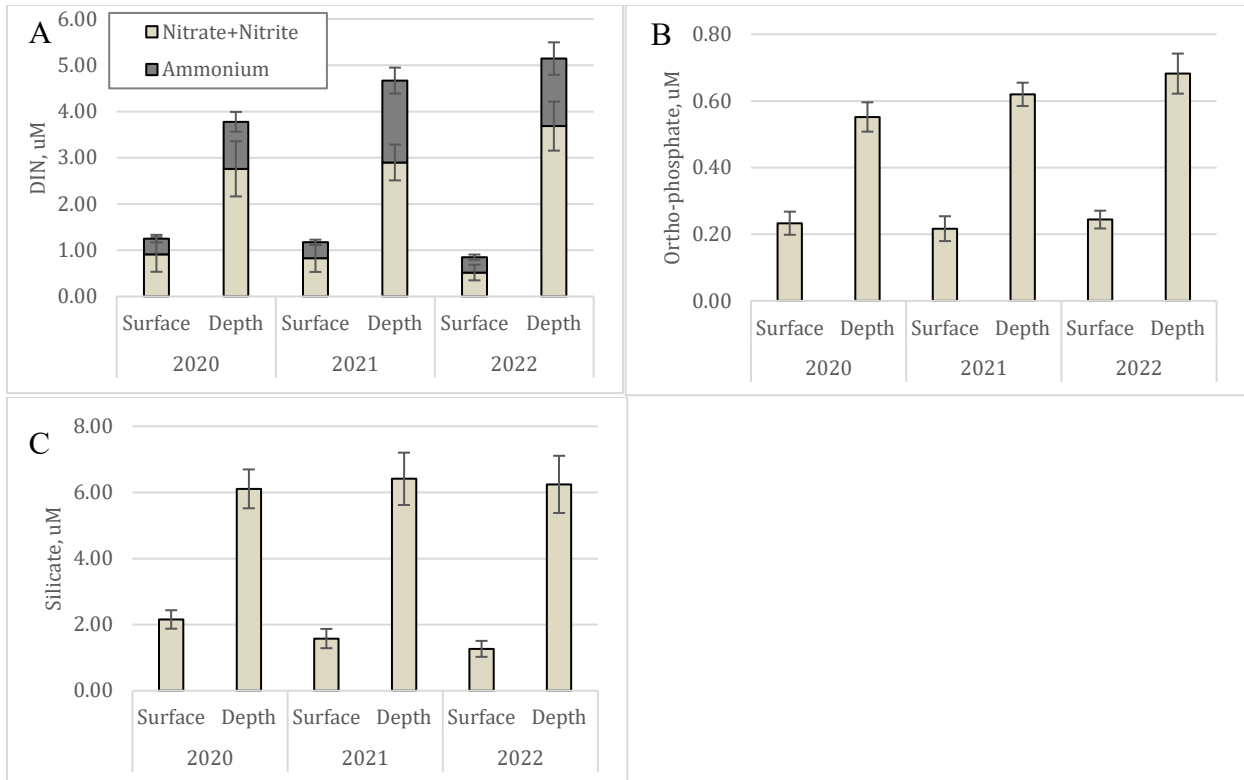 A
Nitrate+Nitrite
Ammonium
DIN, uM
6.00
5.00
4.00
3.00
2.00
1.00
0.00
Surface Depth Surface Depth Surface Depth
2020 2021 2022
B
Ortho-phosphate, uM
0.80
0.60
0.40
0.20
0.00
Surface Depth Surface Depth Surface Depth
2020 2021 2022
C
Silicate, uM
8.00
6.00
4.00
2.00
0.00
Surface Depth Surface Depth Surface Depth
2020 2021 2022